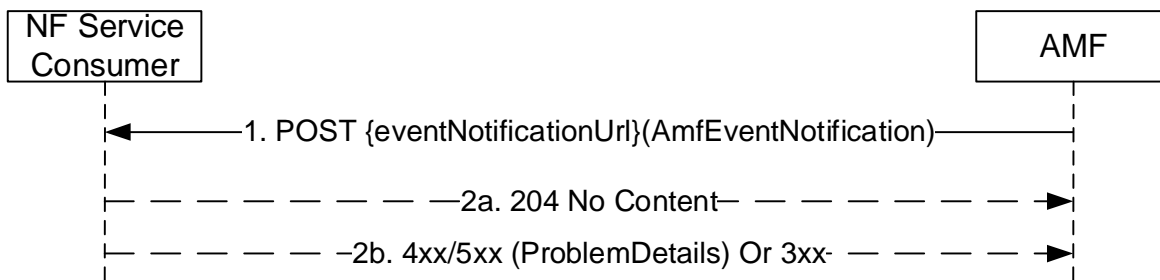 NF Service
Consumer
AMF
1. POST {eventNotificationUrl}(AmfEventNotification)
2a. 204 No Content
2b. 4xx/5xx (ProblemDetails) Or 3xx